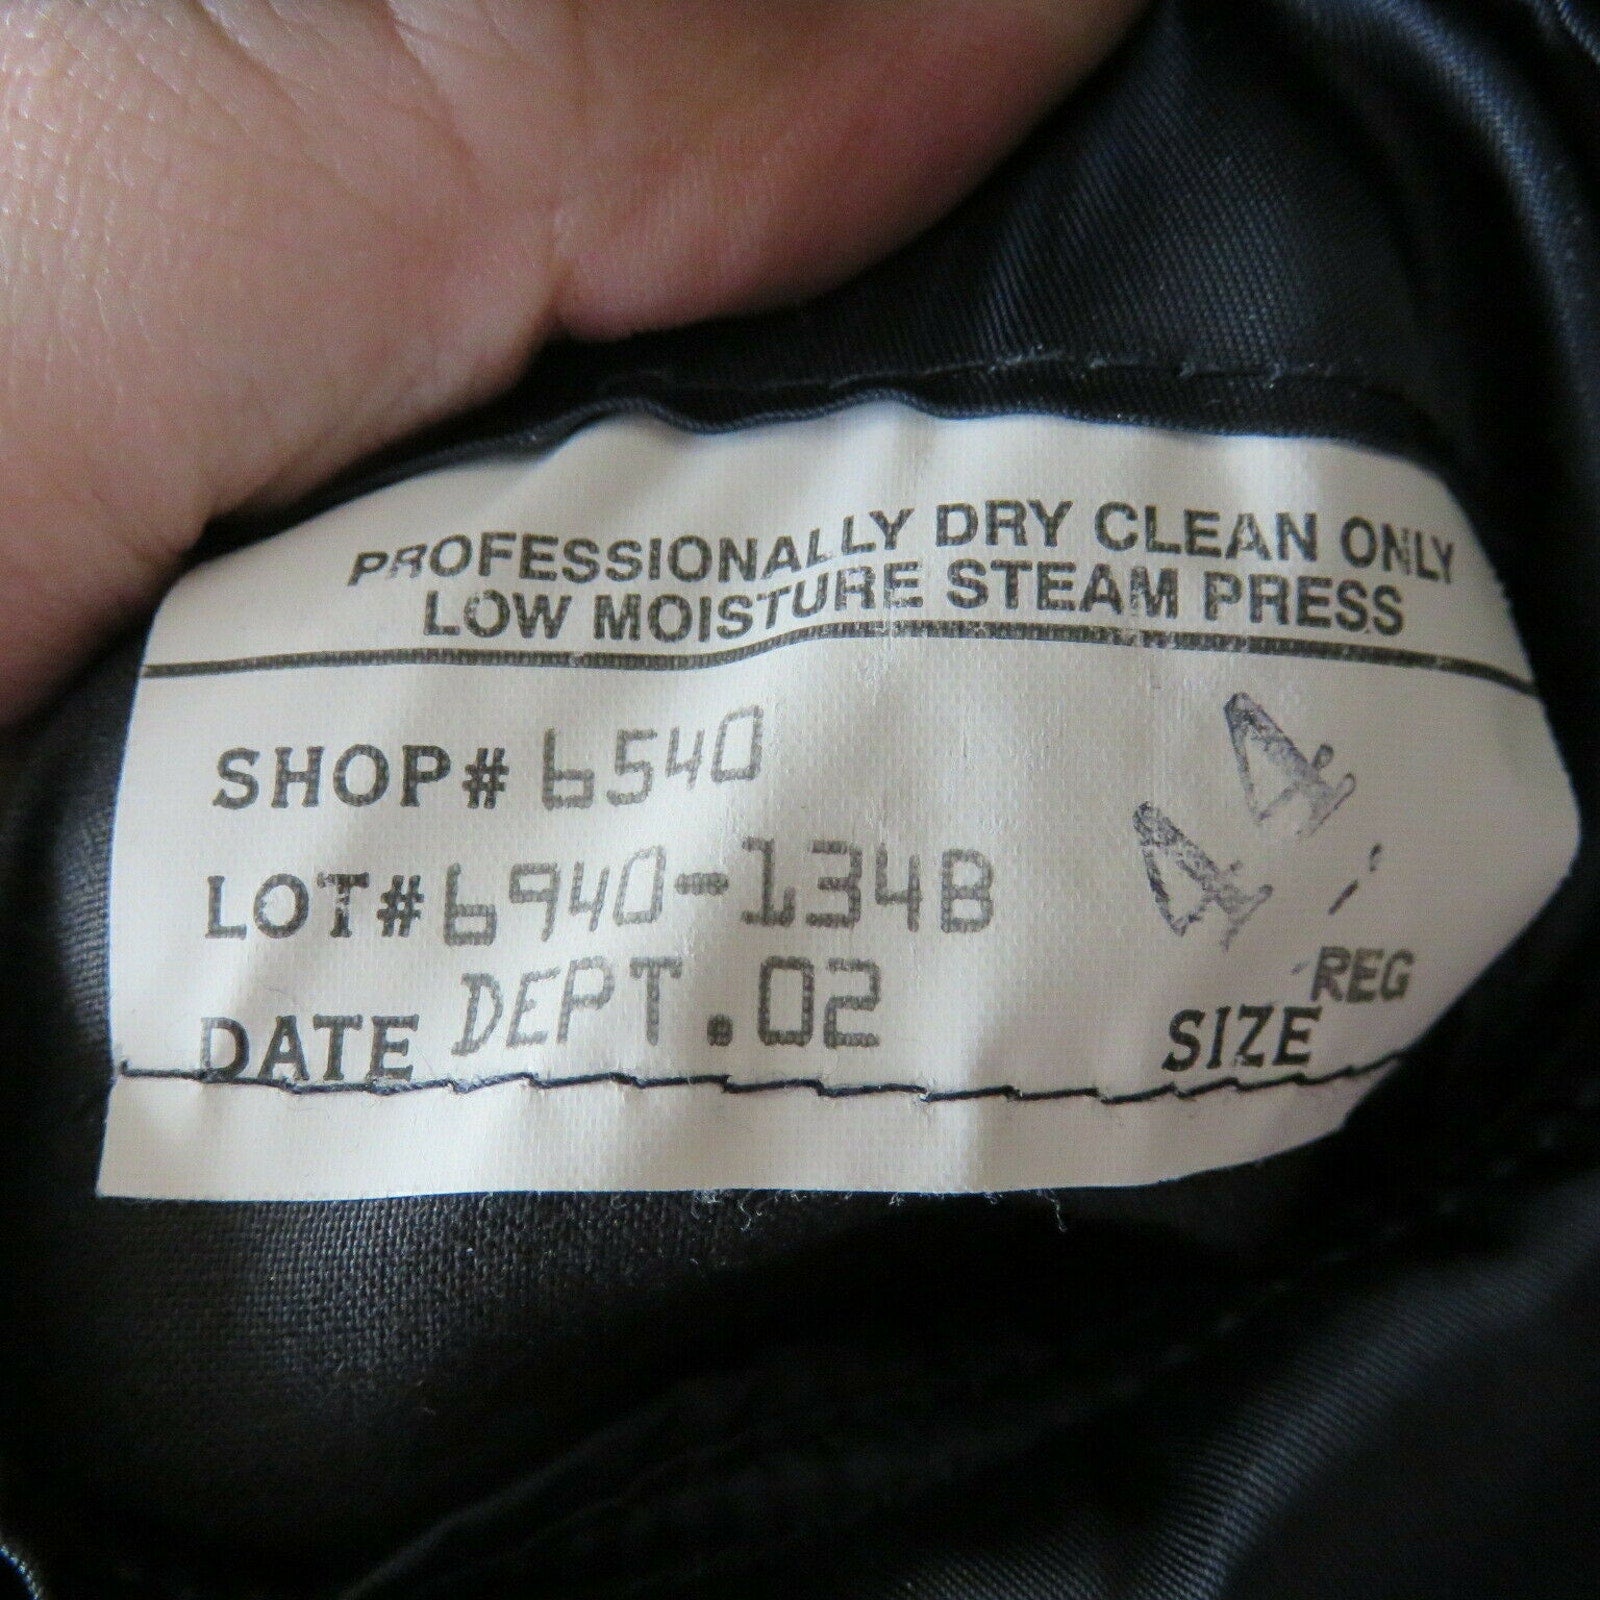 PROFESSIONALLY DRY CLEAN ONLY
LOW MOISTURE STEAM PRESS
SHOP# 6540
LOT# 6940-134B
DATE DEPT.02
44
REG
SIZE